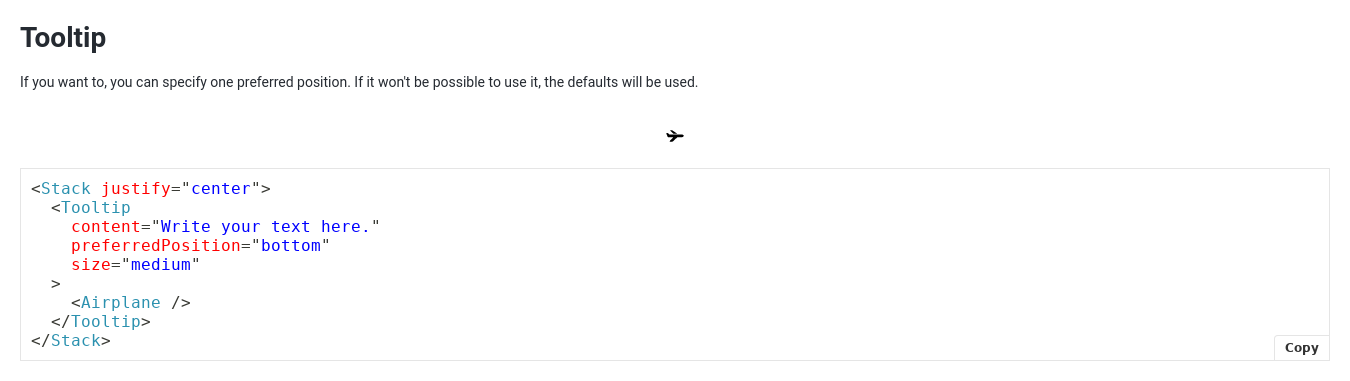 Tooltip
If you want to, you can specify one preferred position. If it won't be possible to use it, the defaults will be used.
<Stack justify="center">
  <Tooltip
    content="Write your text here."
    preferredPosition="bottom"
    size="medium"
  >
    <Airplane />
  </Tooltip>
</Stack>
Copy